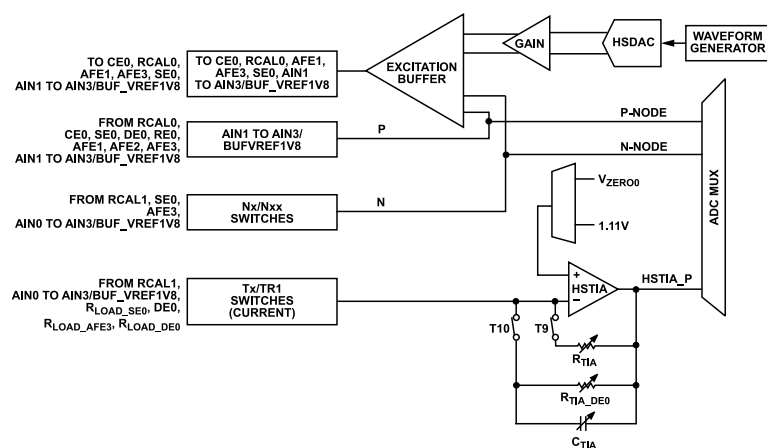 WAVEFORM
GENERATOR
HSDAC
GAIN
EXCITATION
BUFFER
TO CE0, RCAL0,
AFE1, AFE3, SE0,
AIN1 TO AIN3/BUF_VREF1V8
TO CE0, RCAL0, AFE1,
AFE3, SE0, AIN1
TO AIN3/BUF_VREF1V8
FROM RCAL0,
CE0, SE0, DE0, RE0,
AFE1, AFE2, AFE3,
AIN1 TO AIN3/BUF_VREF1V8
AIN1 TO AIN3/
BUFVREF1V8
P
P-NODE
N-NODE
ADC MUX
FROM RCAL1, SE0,
AFE3,
AIN0 TO AIN3/BUF_VREF1V8
Nx/Nxx
SWITCHES
N
VZERO0
1.11V
FROM RCAL1,
AIN0 TO AIN3/BUF_VREF1V8,
RLOAD_SE0, DE0,
RLOAD_AFE3, RLOAD_DE0
Tx/TR1
SWITCHES
(CURRENT)
+
HSTIA
–
HSTIA_P
T10
T9
RTIA
RTIA_DE0
CTIA